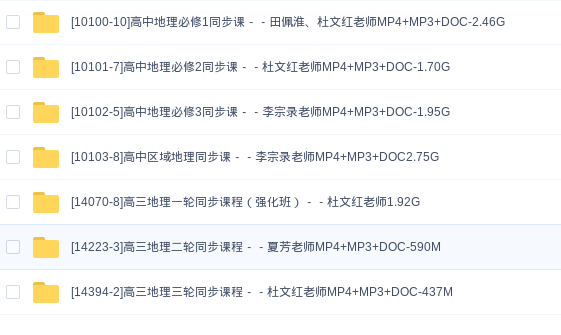 [10100-10]高中地理必修1同步课 - - 田佩淮、杜文红老师MP4+MP3+DOC-2.46G
[10101-7]高中地理必修2同步课 - - 杜文红老师MP4+MP3+DOC-1.70G
[10102-5]高中地理必修3同步课 - - 李宗录老师MP4+MP3+DOC-1.95G
[10103-8]高中区域地理同步课 - - 李宗录老师MP4+MP3+DOC2.75G
[14070-8]高三地理一轮同步课程（强化班） - - 杜文红老师1.92G
[14223-3]高三地理二轮同步课程 - - 夏芳老师MP4+MP3+DOC-590M
[14394-2]高三地理三轮同步课程 - - 杜文红老师MP4+MP3+DOC-437M